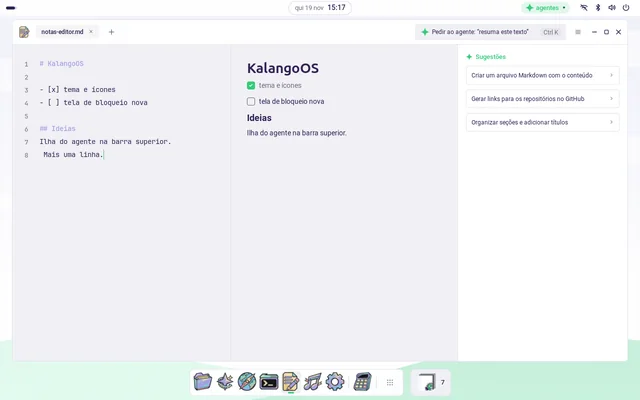 qui 19 nov 15:17
agentes
notas-editor.md
Pedir ao agente: "resuma este texto" Ctrl K
1 # KalangoOS
2
3 - [x] tema e ícones
4 - [ ] tela de bloqueio nova
5
6 ## Ideias
7 Ilha do agente na barra superior.
8 Mais uma linha.
KalangoOS
tema e ícones
tela de bloqueio nova
Ideias
Ilha do agente na barra superior.
Sugestões
Criar um arquivo Markdown com o conteúdo
Gerar links para os repositórios no GitHub
Organizar seções e adicionar títulos
7